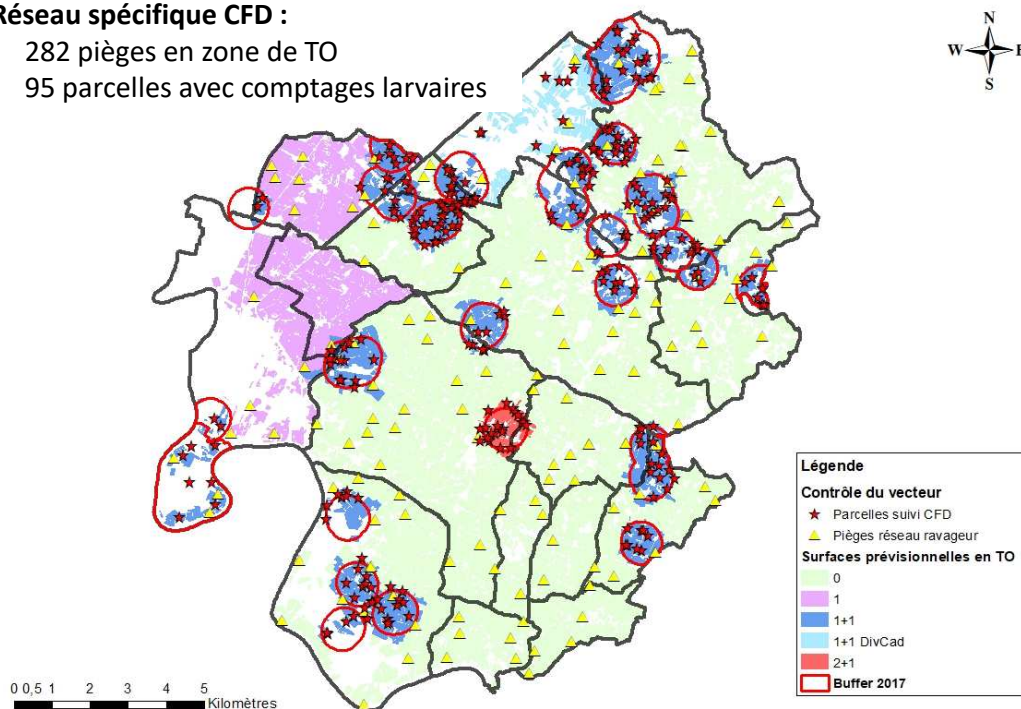 Réseau spécifique CFD :
282 pièges en zone de TO
95 parcelles avec comptages larvaires
N
W E
S
Légende
Contrôle du vecteur
Parcelles suivi CFD
Pièges réseau ravageur
Surfaces prévisionnelles en TO
0
1
1+1
1+1 DivCad
2+1
Buffer 2017
0 0,5 1 2 3 4 5
Kilomètres